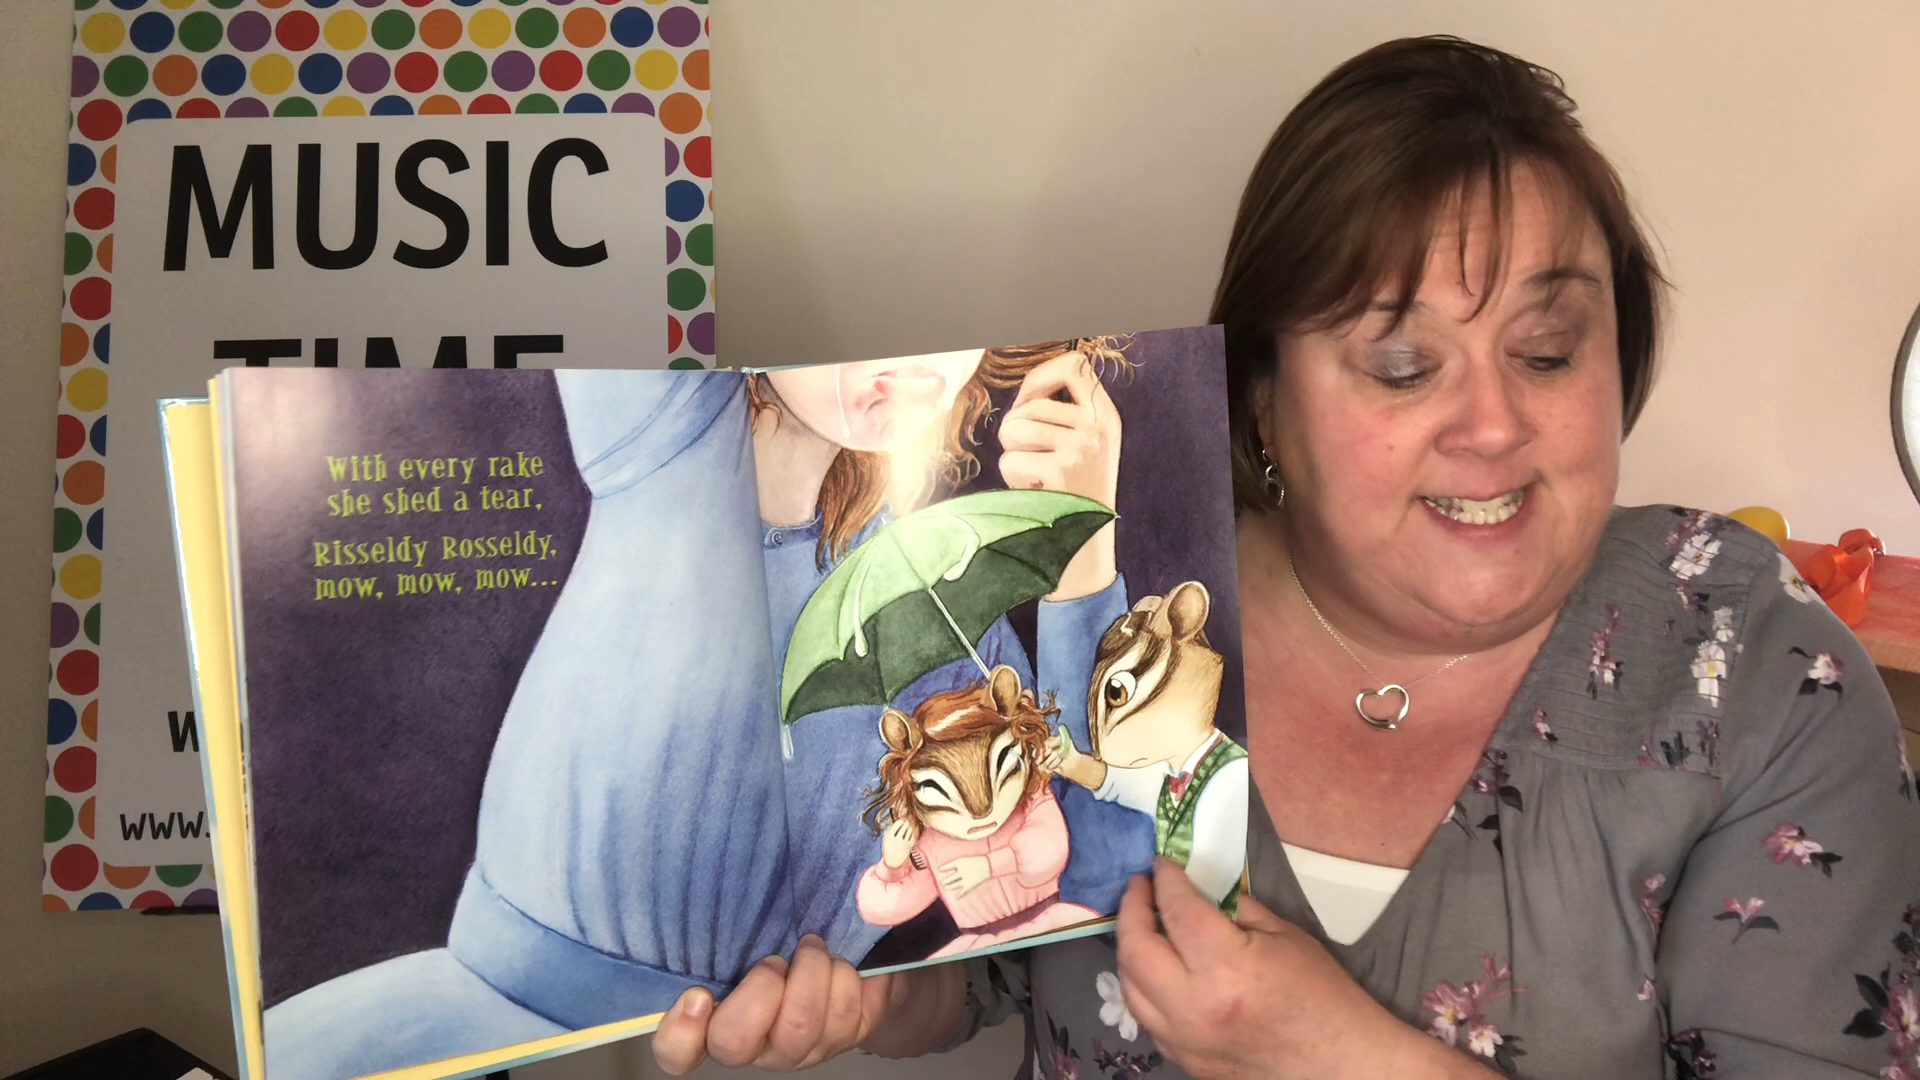 MUSIC
TIME
W
www.
With every rake
she shed a tear,
Risseldy Rosseldy,
mow, mow, mow...